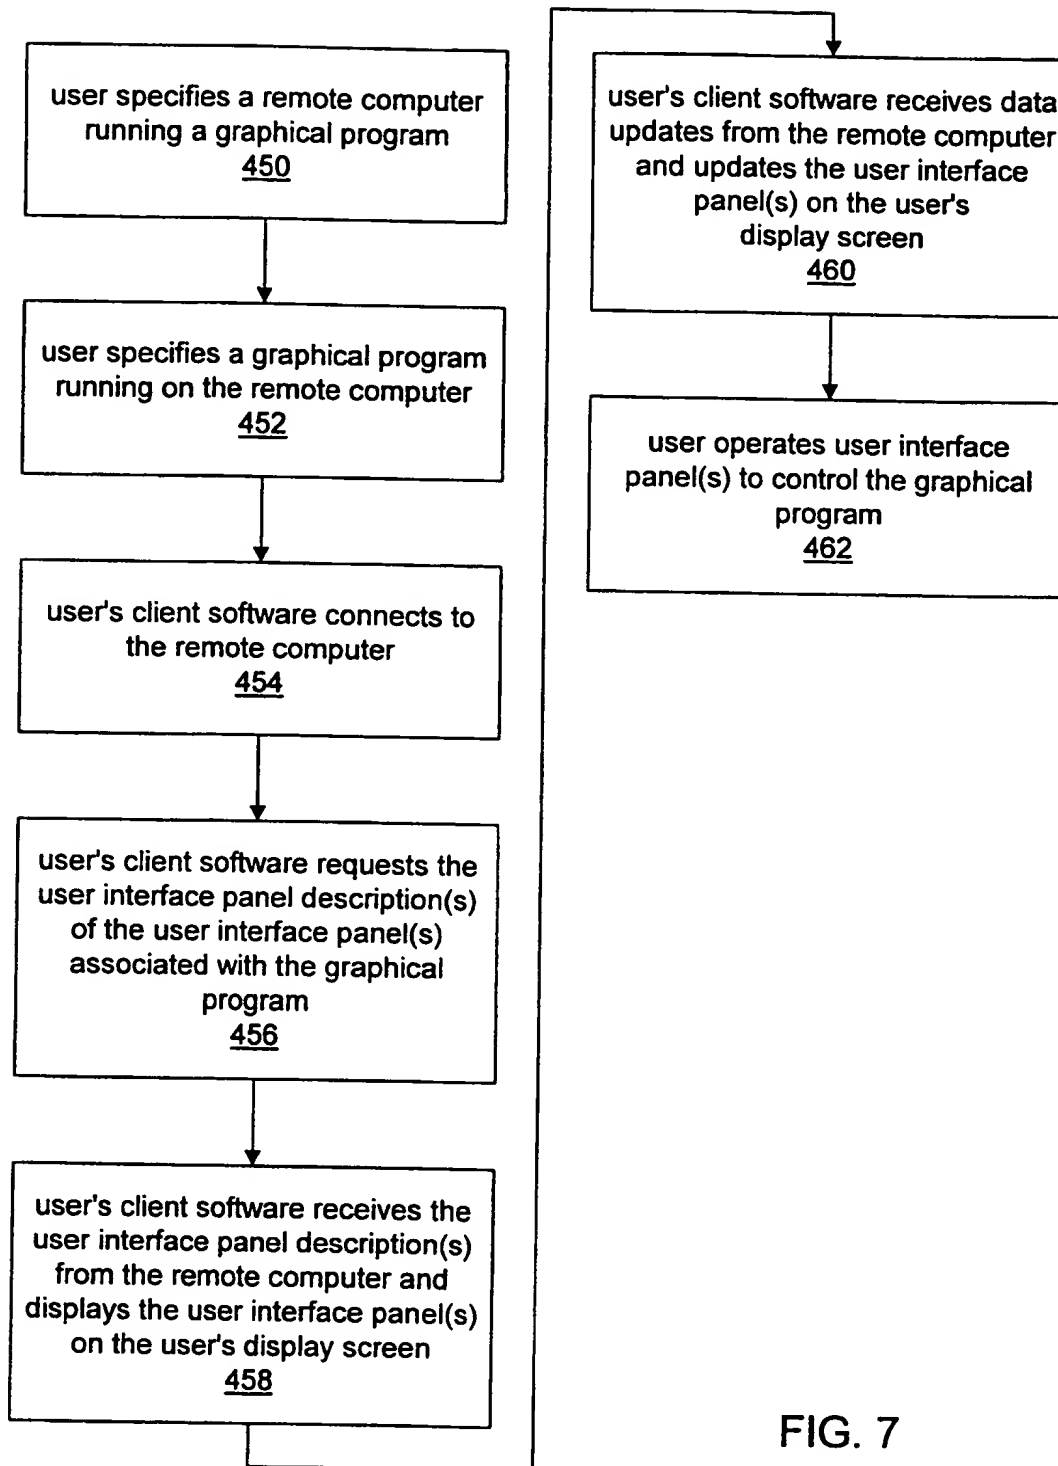 user specifies a remote computer
running a graphical program
450
user specifies a graphical program
running on the remote computer
452
user's client software connects to
the remote computer
454
user's client software requests the
user interface panel description(s)
of the user interface panel(s)
associated with the graphical
program
456
user's client software receives the
user interface panel description(s)
from the remote computer and
displays the user interface panel(s)
on the user's display screen
458
user's client software receives data
updates from the remote computer
and updates the user interface
panel(s) on the user's
display screen
460
user operates user interface
panel(s) to control the graphical
program
462
FIG. 7